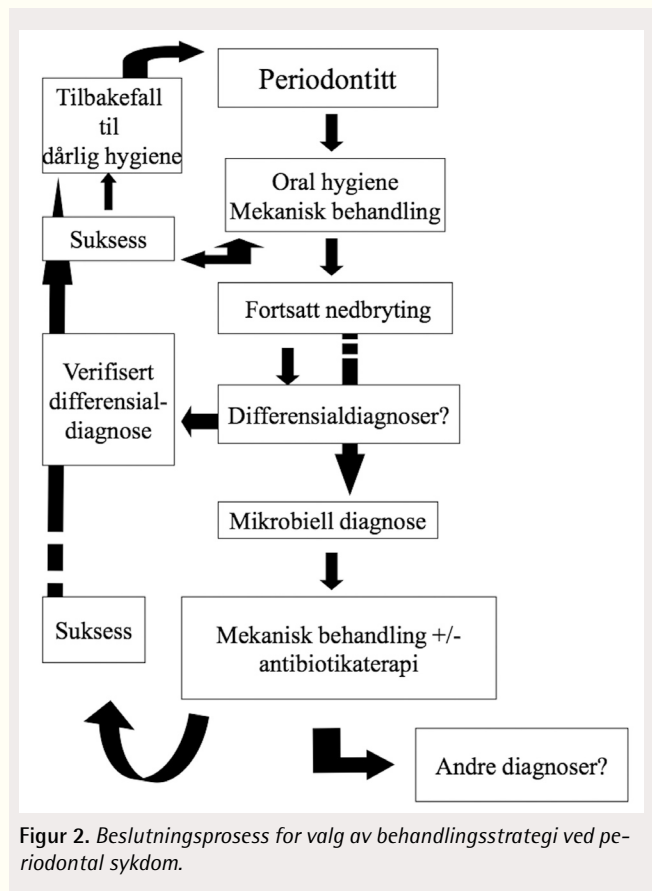 Tilbakefall
til
dårlig hygiene
Periodontitt
Oral hygiene
Mekanisk behandling
Suksess
Fortsatt nedbryting
Verifisert
differensial-
diagnose
Differensialdiagnoser?
Mikrobiell diagnose
Suksess
Mekanisk behandling +/-
antibiotikaterapi
Andre diagnoser?
Figur 2. Beslutningsprosess for valg av behandlingsstrategi ved pe-
riodontal sykdom.